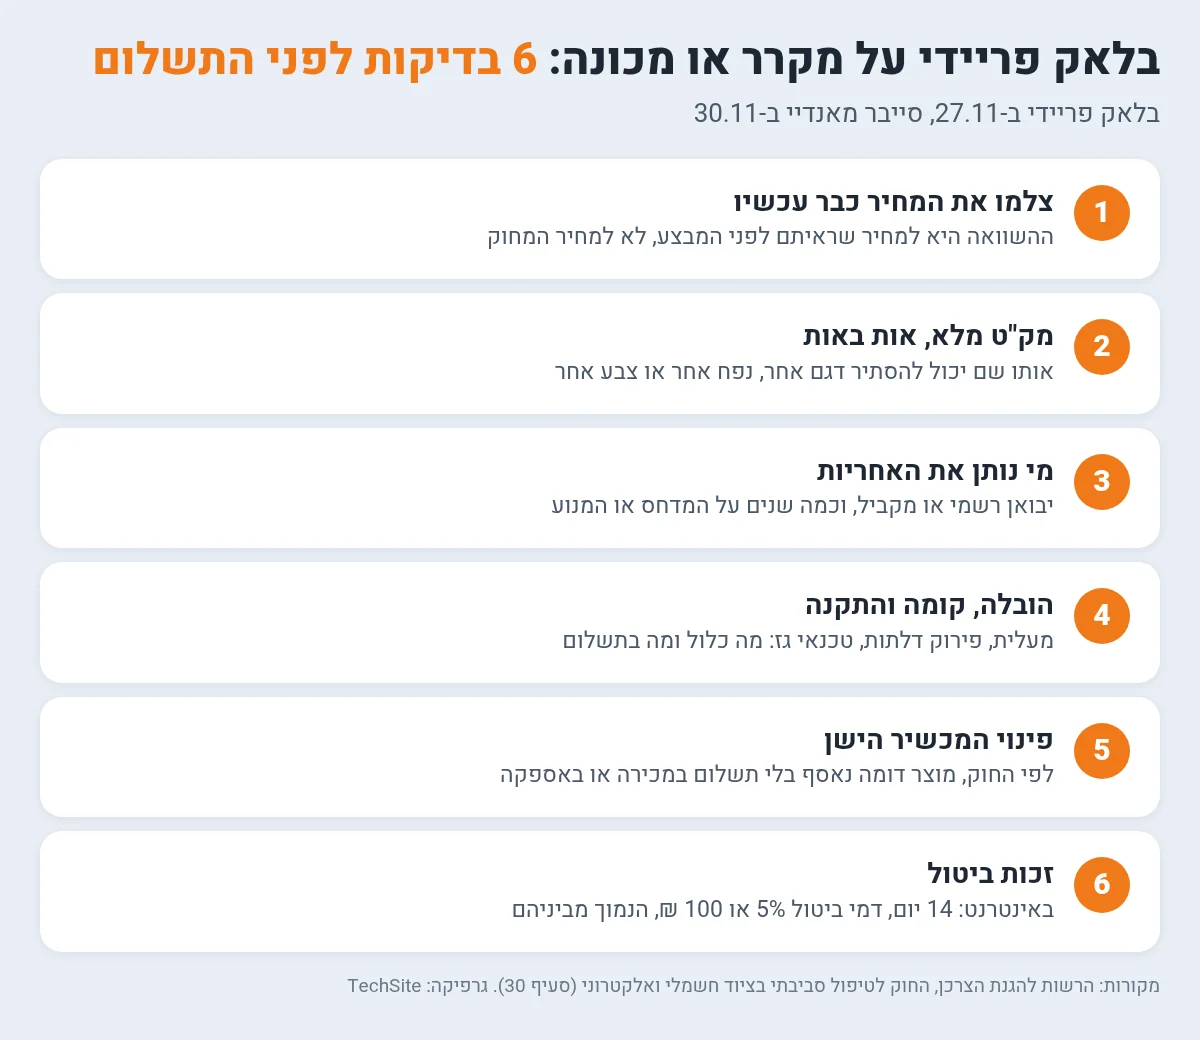 בלאק פריידי על מקרר או מכונה: 6 בדיקות לפני התשלום
בלאק פריידי ב-27.11, סייבר מאנדיי ב-30.11
1
צלמו את המחיר כבר עכשיו
ההשוואה היא למחיר שראיתם לפני המבצע, לא למחיר המחוק
2
מק"ט מלא, אות באות
אותו שם יכול להסתיר דגם אחר, נפח אחר או צבע אחר
3
מי נותן את האחריות
יבואן רשמי או מקביל, וכמה שנים על המדחס או המנוע
4
הובלה, קומה והתקנה
מעלית, פירוק דלתות, טכנאי גז: מה כלול ומה בתשלום
5
פינוי המכשיר הישן
לפי החוק, מוצר דומה נאסף בלי תשלום במכירה או באספקה
6
זכות ביטול
באינטרנט: 14 יום, דמי ביטול 5% או 100 ₪, הנמוך מביניהם
מקורות: הרשות להגנת הצרכן, החוק לטיפול סביבתי בציוד חשמלי ואלקטרוני (סעיף 30). גרפיקה: TechSite